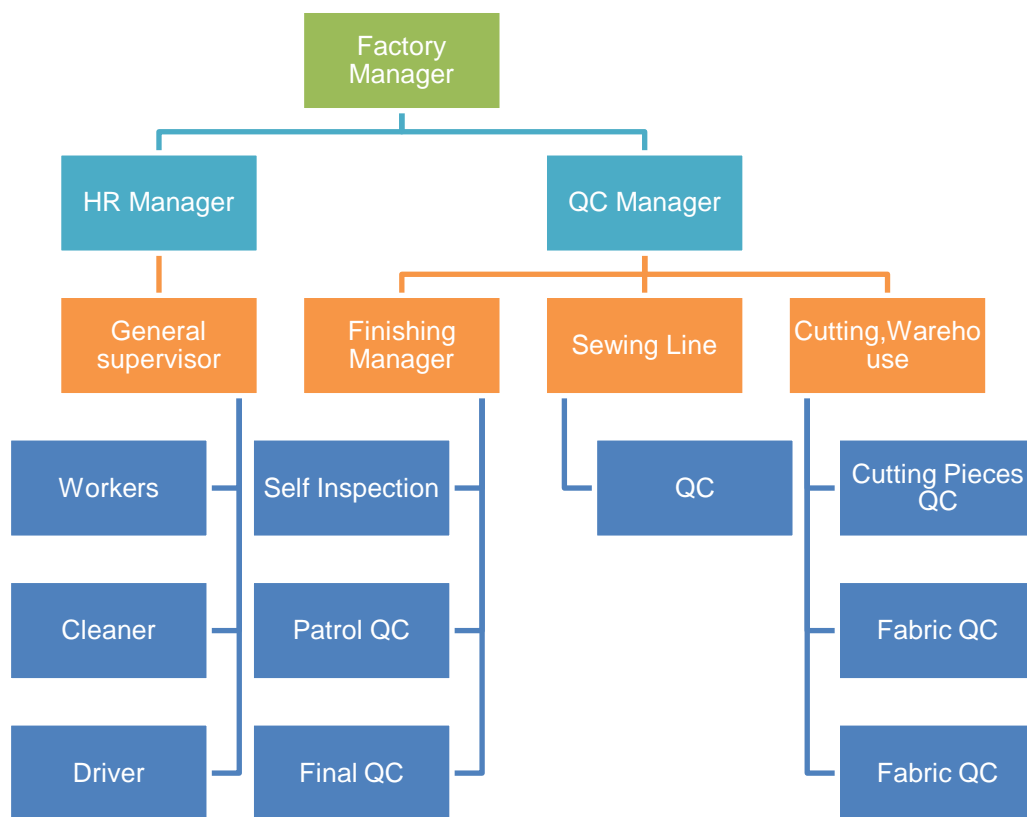 Factory
Manager
HR Manager
QC Manager
General
supervisor
Finishing
Manager
Sewing Line
Cutting,Wareho
use
Workers
Self Inspection
QC
Cutting Pieces
QC
Cleaner
Patrol QC
Fabric QC
Driver
Final QC
Fabric QC